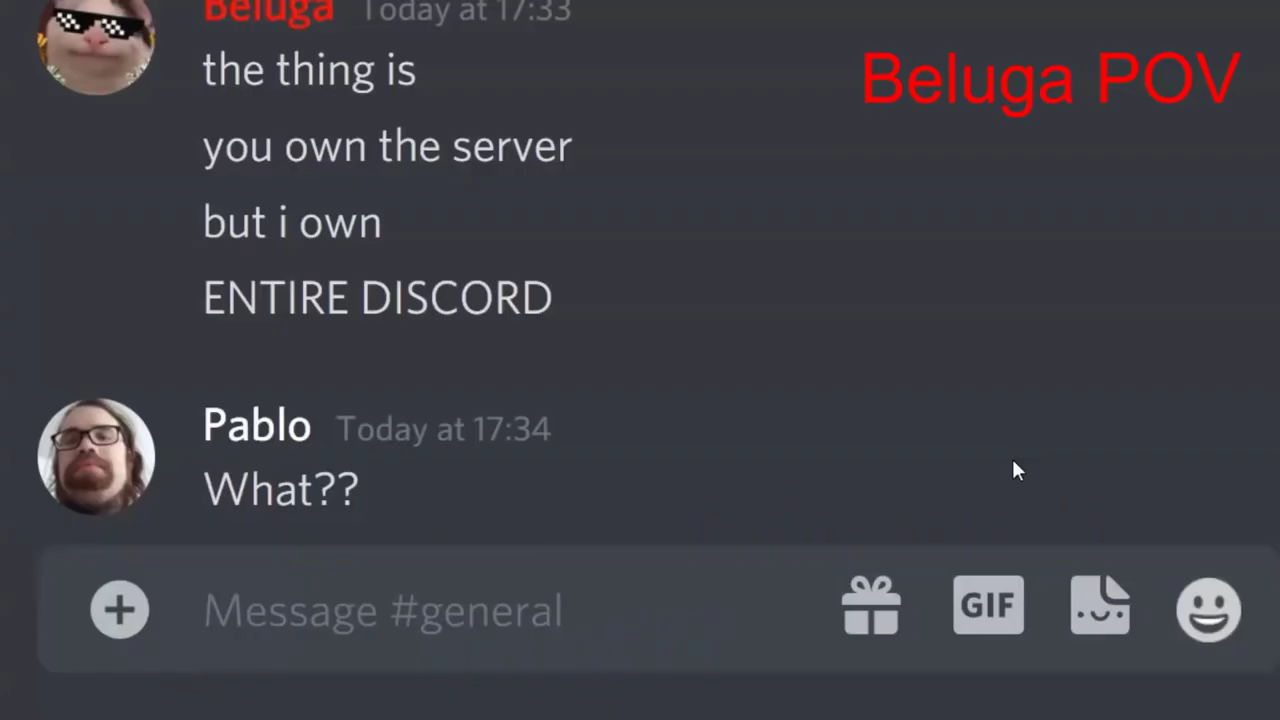 Beluga Today at 17:33
Beluga POV
the thing is
you own the server
but i own
ENTIRE DISCORD
Pablo Today at 17:34
What??
Message #general
GIF